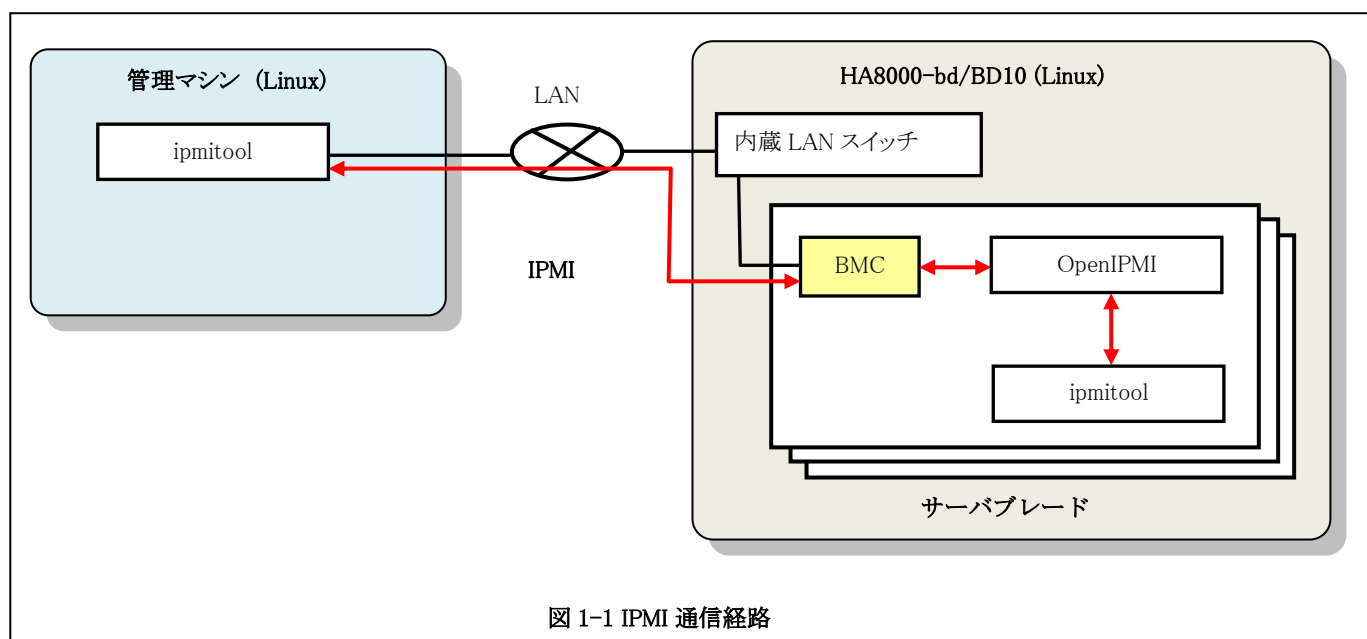 管理マシン (Linux)
ipmitool
LAN
IPMI
HA8000-bd/BD10 (Linux)
内蔵 LAN スイッチ
BMC
OpenIPMI
ipmitool
サーバブレード
図 1-1 IPMI 通信経路